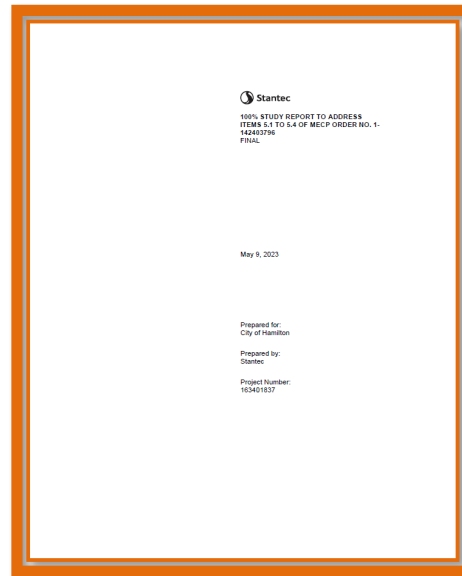 Stantec
100% STUDY REPORT TO ADDRESS
ITEMS 5.1 TO 5.4 OF MECP ORDER NO. 1-
142403796
FINAL
May 9, 2023
Prepared for:
City of Hamilton
Prepared by:
Stantec
Project Number:
163401837